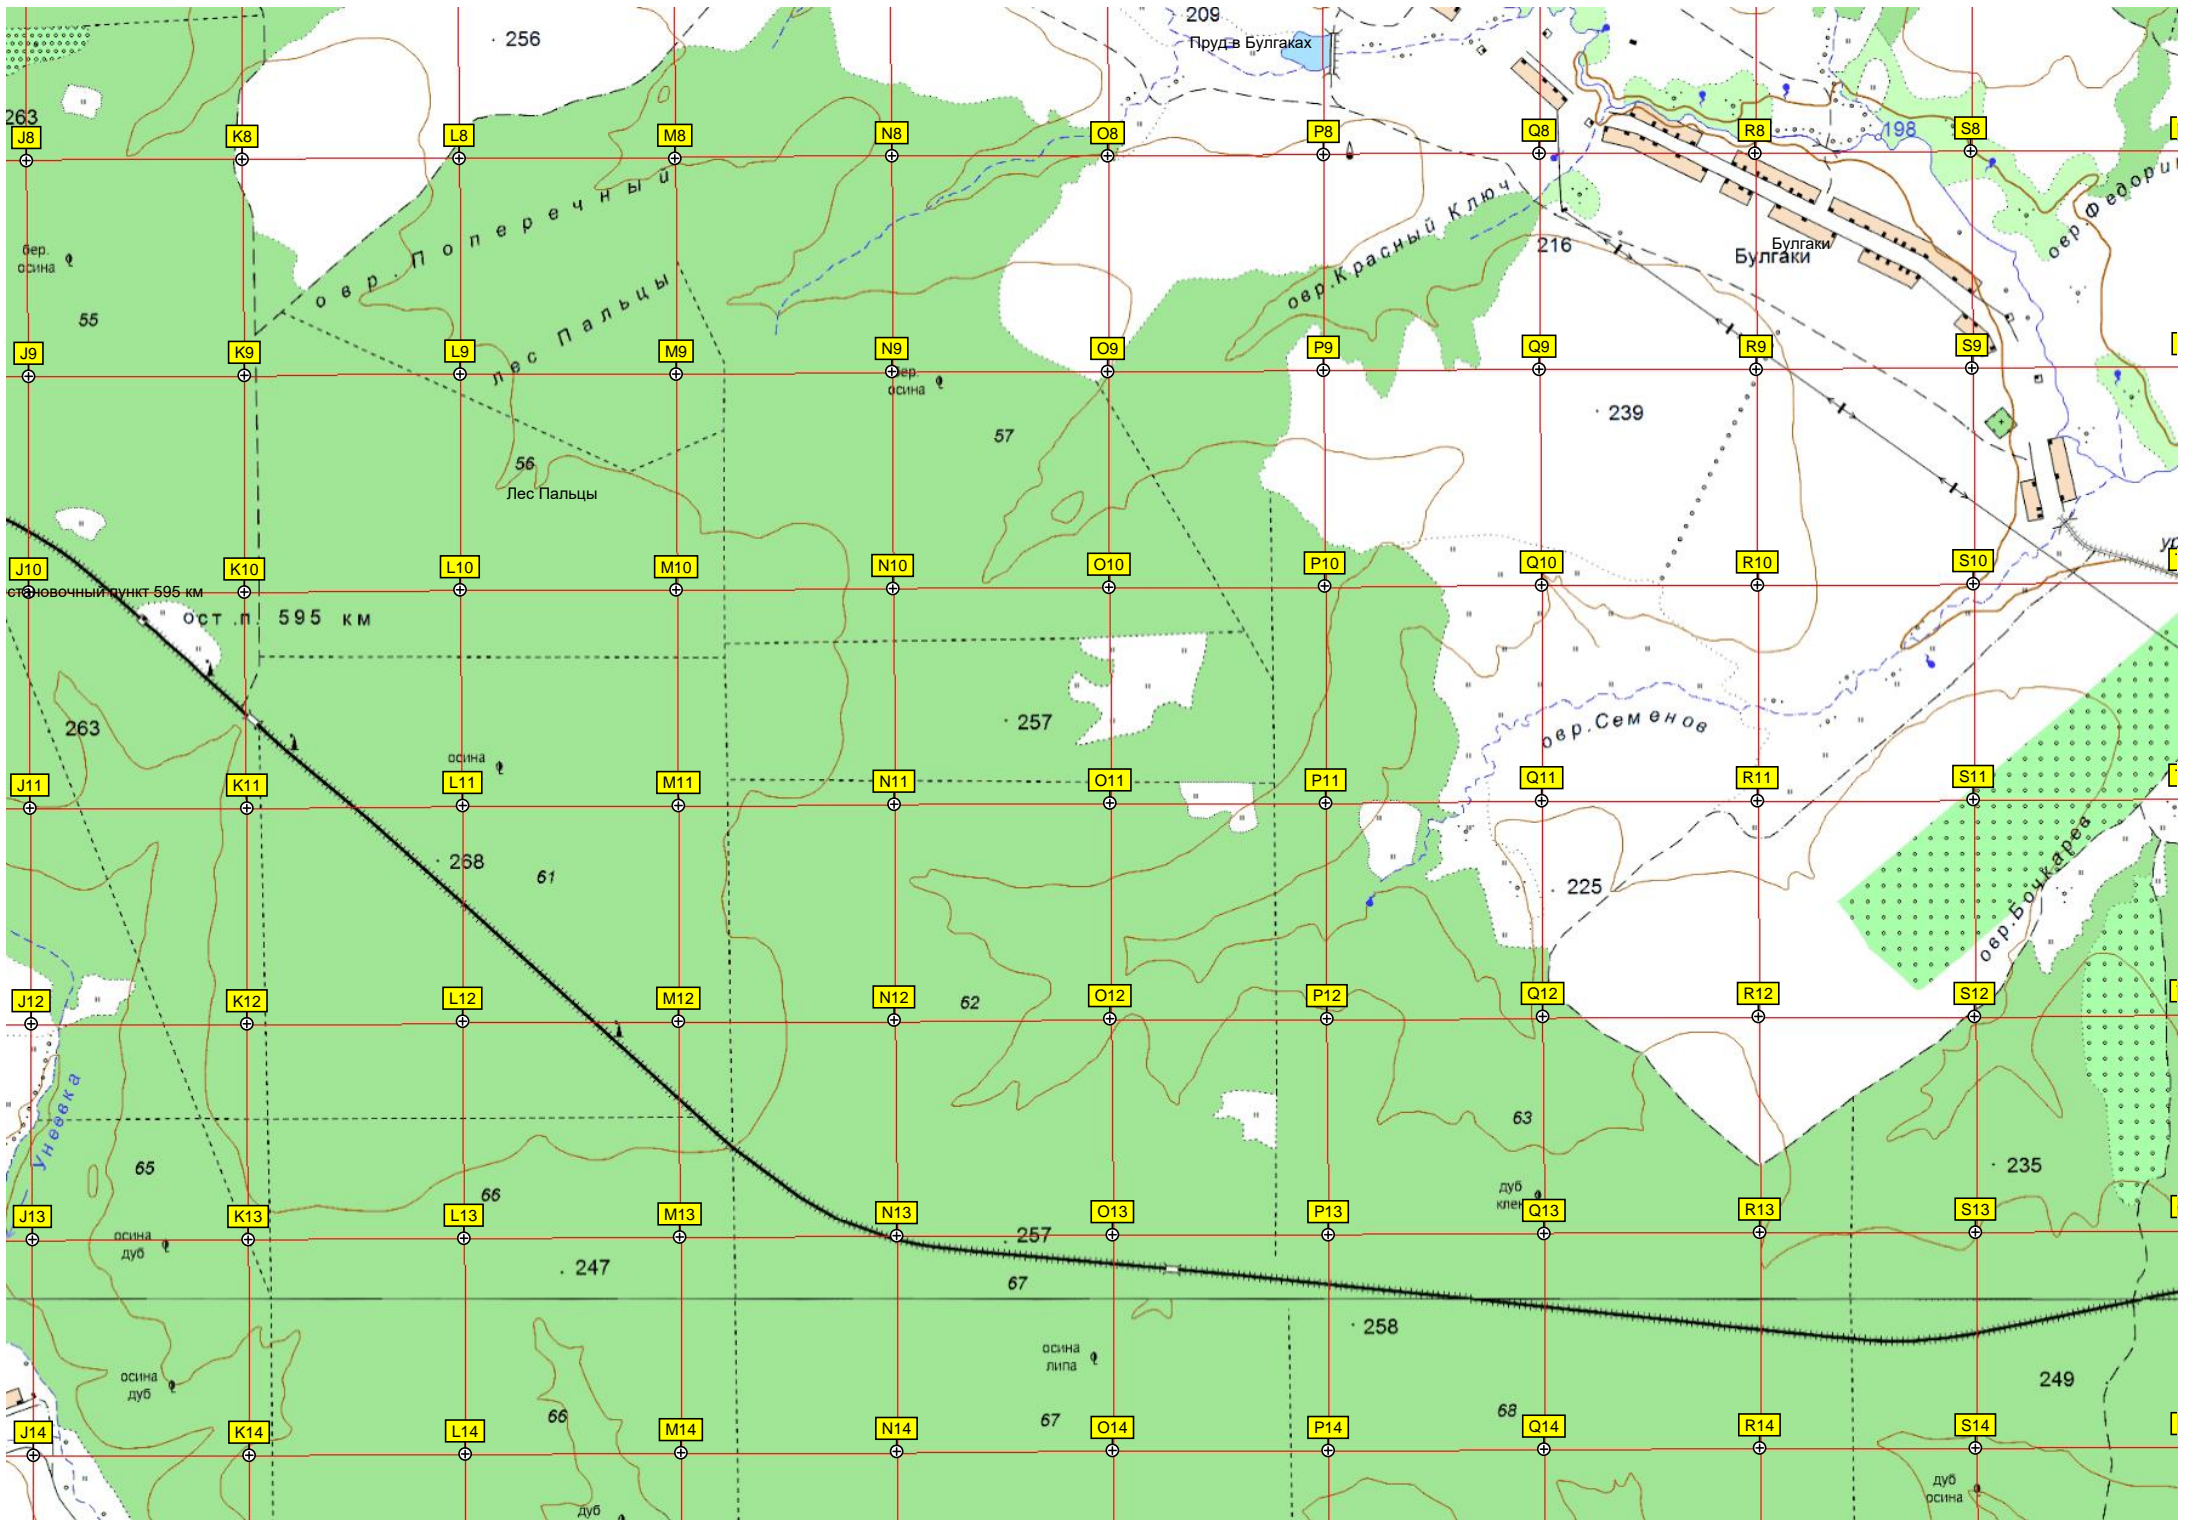 209
256
Пруд в Булгаках
263
J8
K8
L8
M8
N8
O8
P8
Q8
R8
198
S8
овр. Поперечный
овр. Красный Ключ
216
Булгаки
Булгаки
бер.
осина
55
лес Пальцы
J9
K9
L9
M9
N9
O9
P9
Q9
R9
S9
бер.
осина
239
57
56
Лес Пальцы
J10
K10
L10
M10
N10
O10
P10
Q10
R10
S10
становочный пункт 595 км
ост.п. 595 км
263
257
овр. Семенов
осина
J11
K11
L11
M11
N11
O11
P11
Q11
R11
S11
268
61
225
овр. Бочкарев
J12
K12
L12
M12
N12
62
O12
P12
Q12
R12
S12
Унеевка
65
63
235
66
дуб
клен
J13
K13
L13
M13
N13
O13
P13
Q13
R13
S13
осина
дуб
257
247
67
258
осина
липа
осина
дуб
249
66
67
68
J14
K14
L14
M14
N14
O14
P14
Q14
R14
S14
дуб
осина
дуб